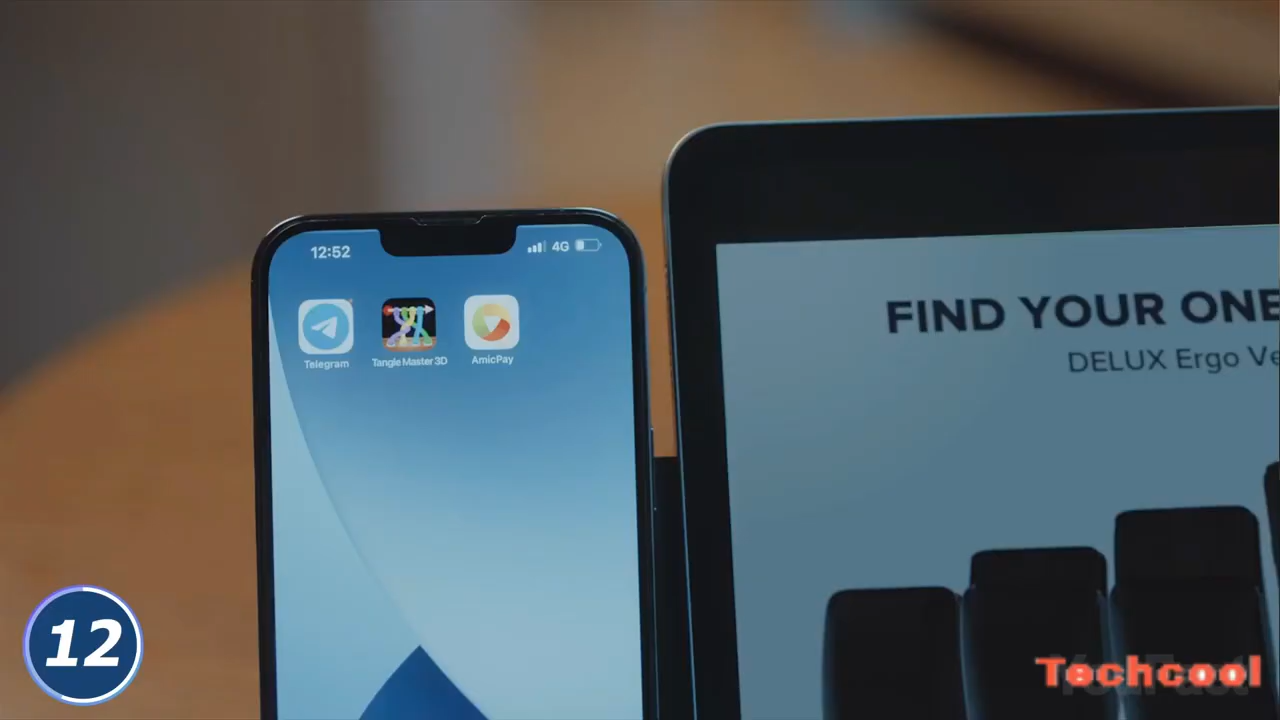 12:52
4G
Telegram
Tangle Master 3D
AmicPay
FIND YOUR ONE
DELUX Ergo Ve
12
Techcool